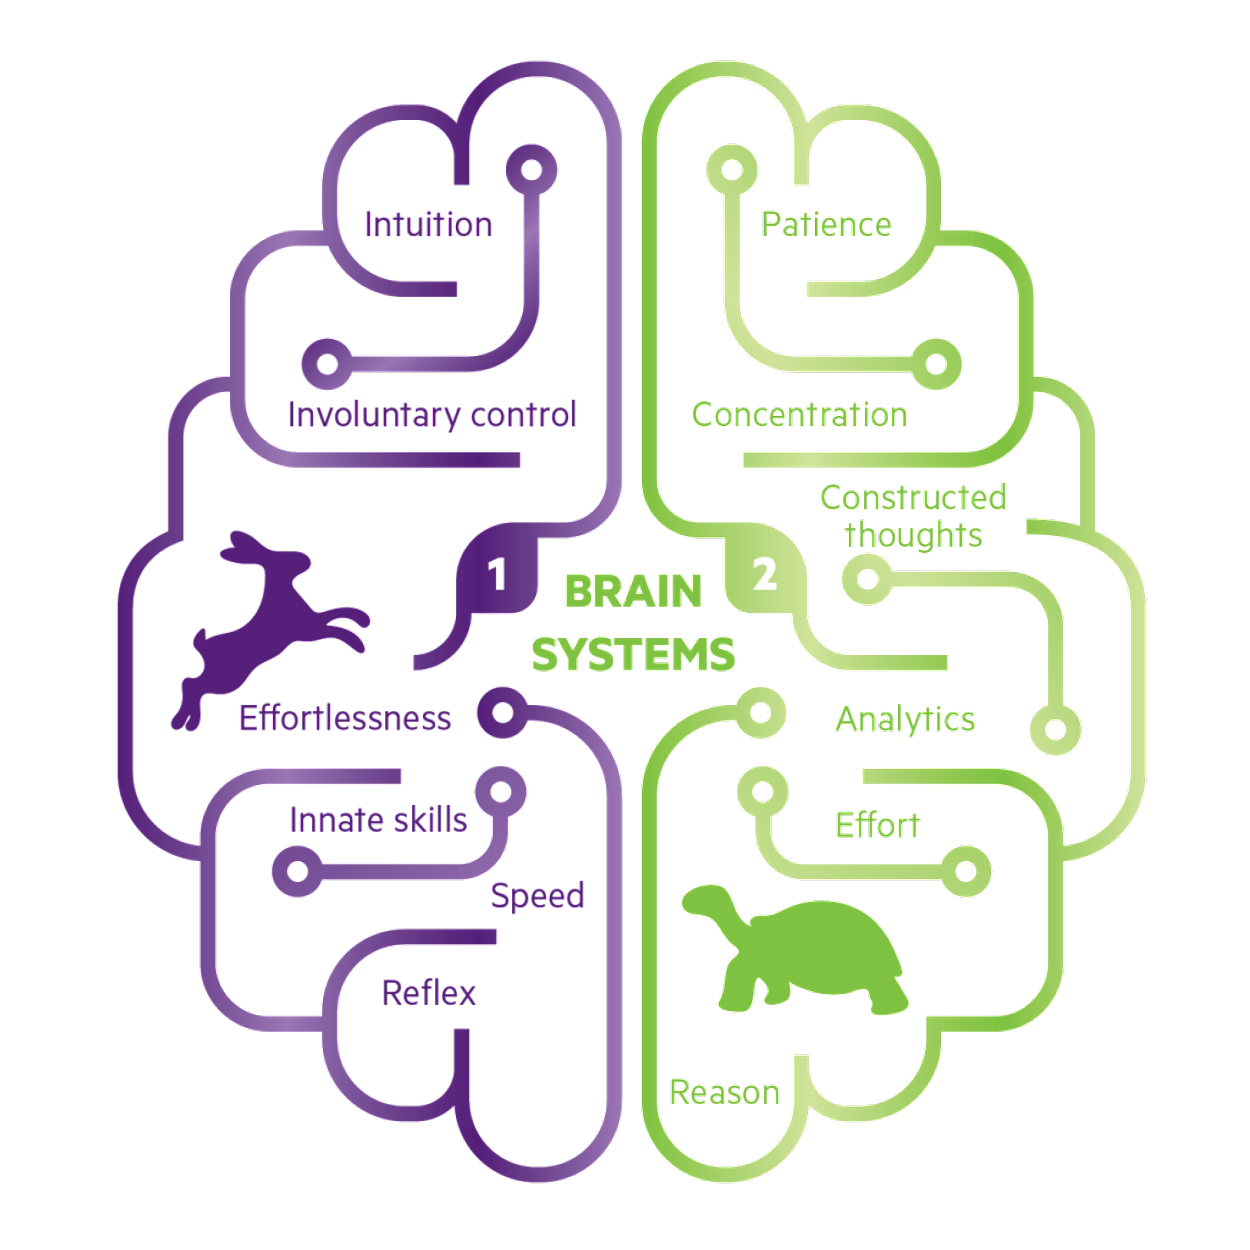 Intuition
Involuntary control
1
Effortlessness
Innate skills
Speed
Reflex
BRAIN
SYSTEMS
2
Patience
Concentration
Constructed
thoughts
Analytics
Effort
Reason